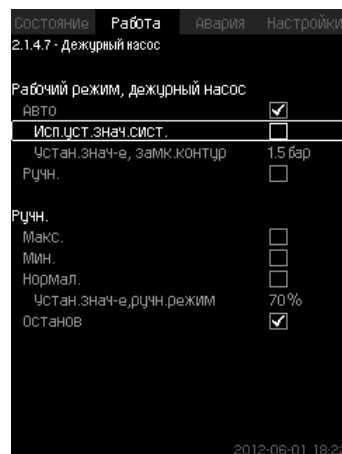 Состояние Работа Авария Настройки
2.1.4.7 - Дежурный насос
Рабочий режим, дежурный насос
Авто
Исп.уст.знач.сист.
Устан.знач-е, замк.контур 1.5 бар
Ручн.
Ручн.
Макс.
Мин.
Нормал.
Устан.знач-е,ручн.режим 70%
Останов
2012-06-01 18:22